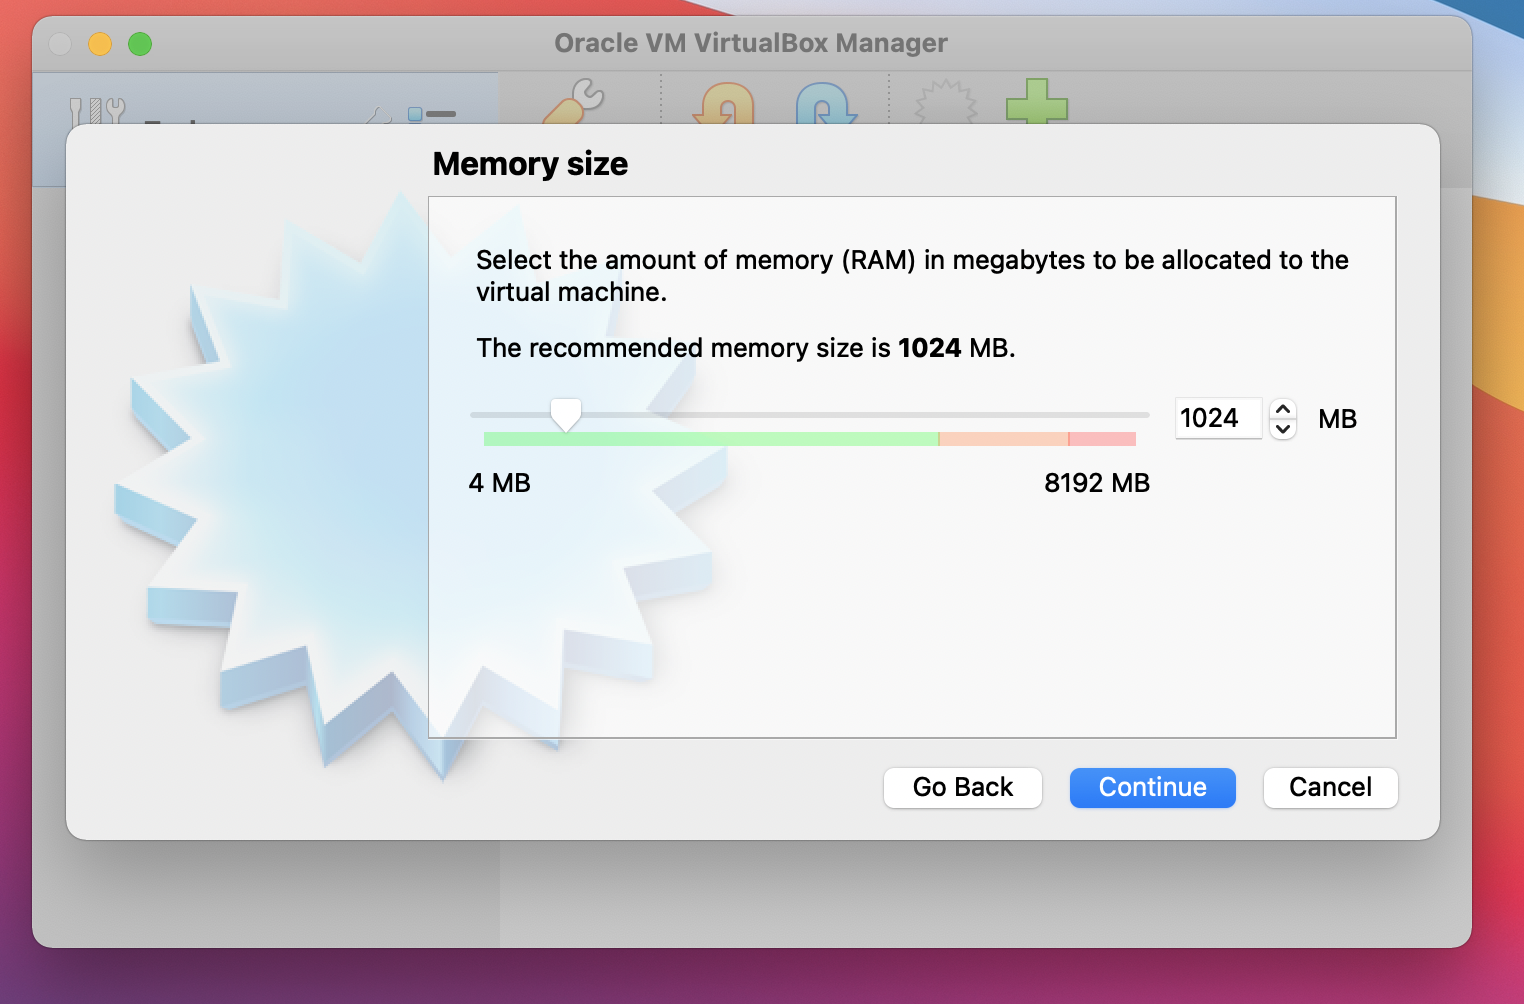 Oracle VM VirtualBox Manager
Memory size
Select the amount of memory (RAM) in megabytes to be allocated to the
virtual machine.
The recommended memory size is 1024 MB.
1024 MB
4 MB 8192 MB
Go Back Continue Cancel